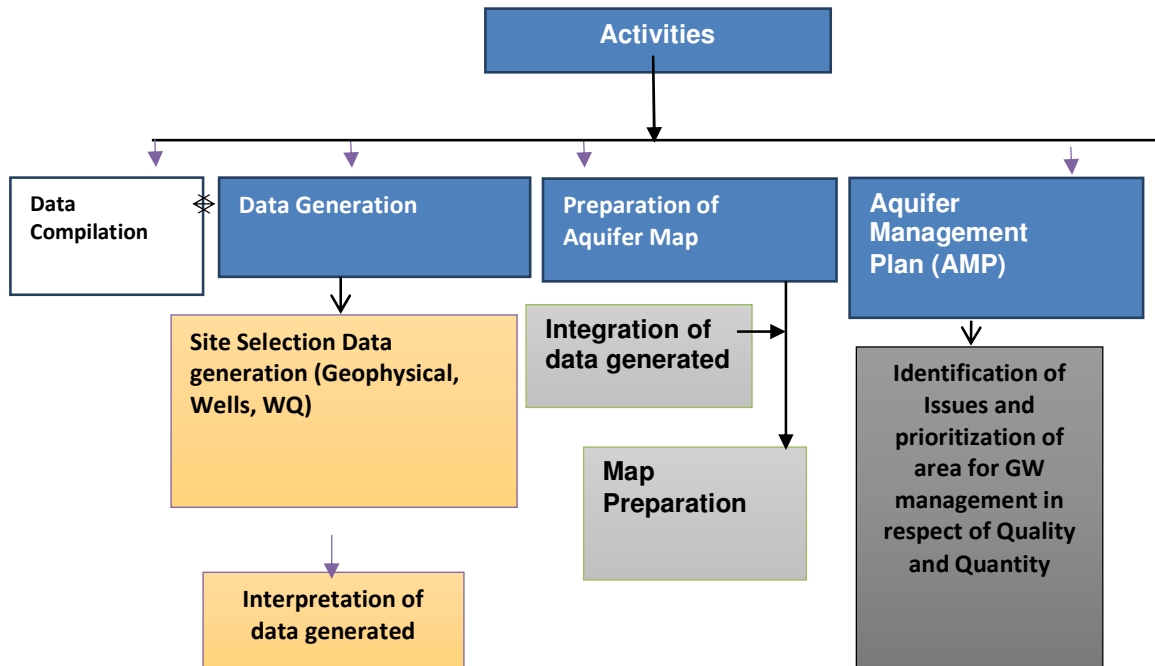 Activities
Data
Compilation
Data Generation
Preparation of
Aquifer Map
Aquifer
Management
Plan (AMP)
Site Selection Data
generation (Geophysical,
Wells, WQ)
Integration of
data generated
Identification of
Issues and
prioritization of
area for GW
management in
respect of Quality
and Quantity
Map
Preparation
Interpretation of
data generated